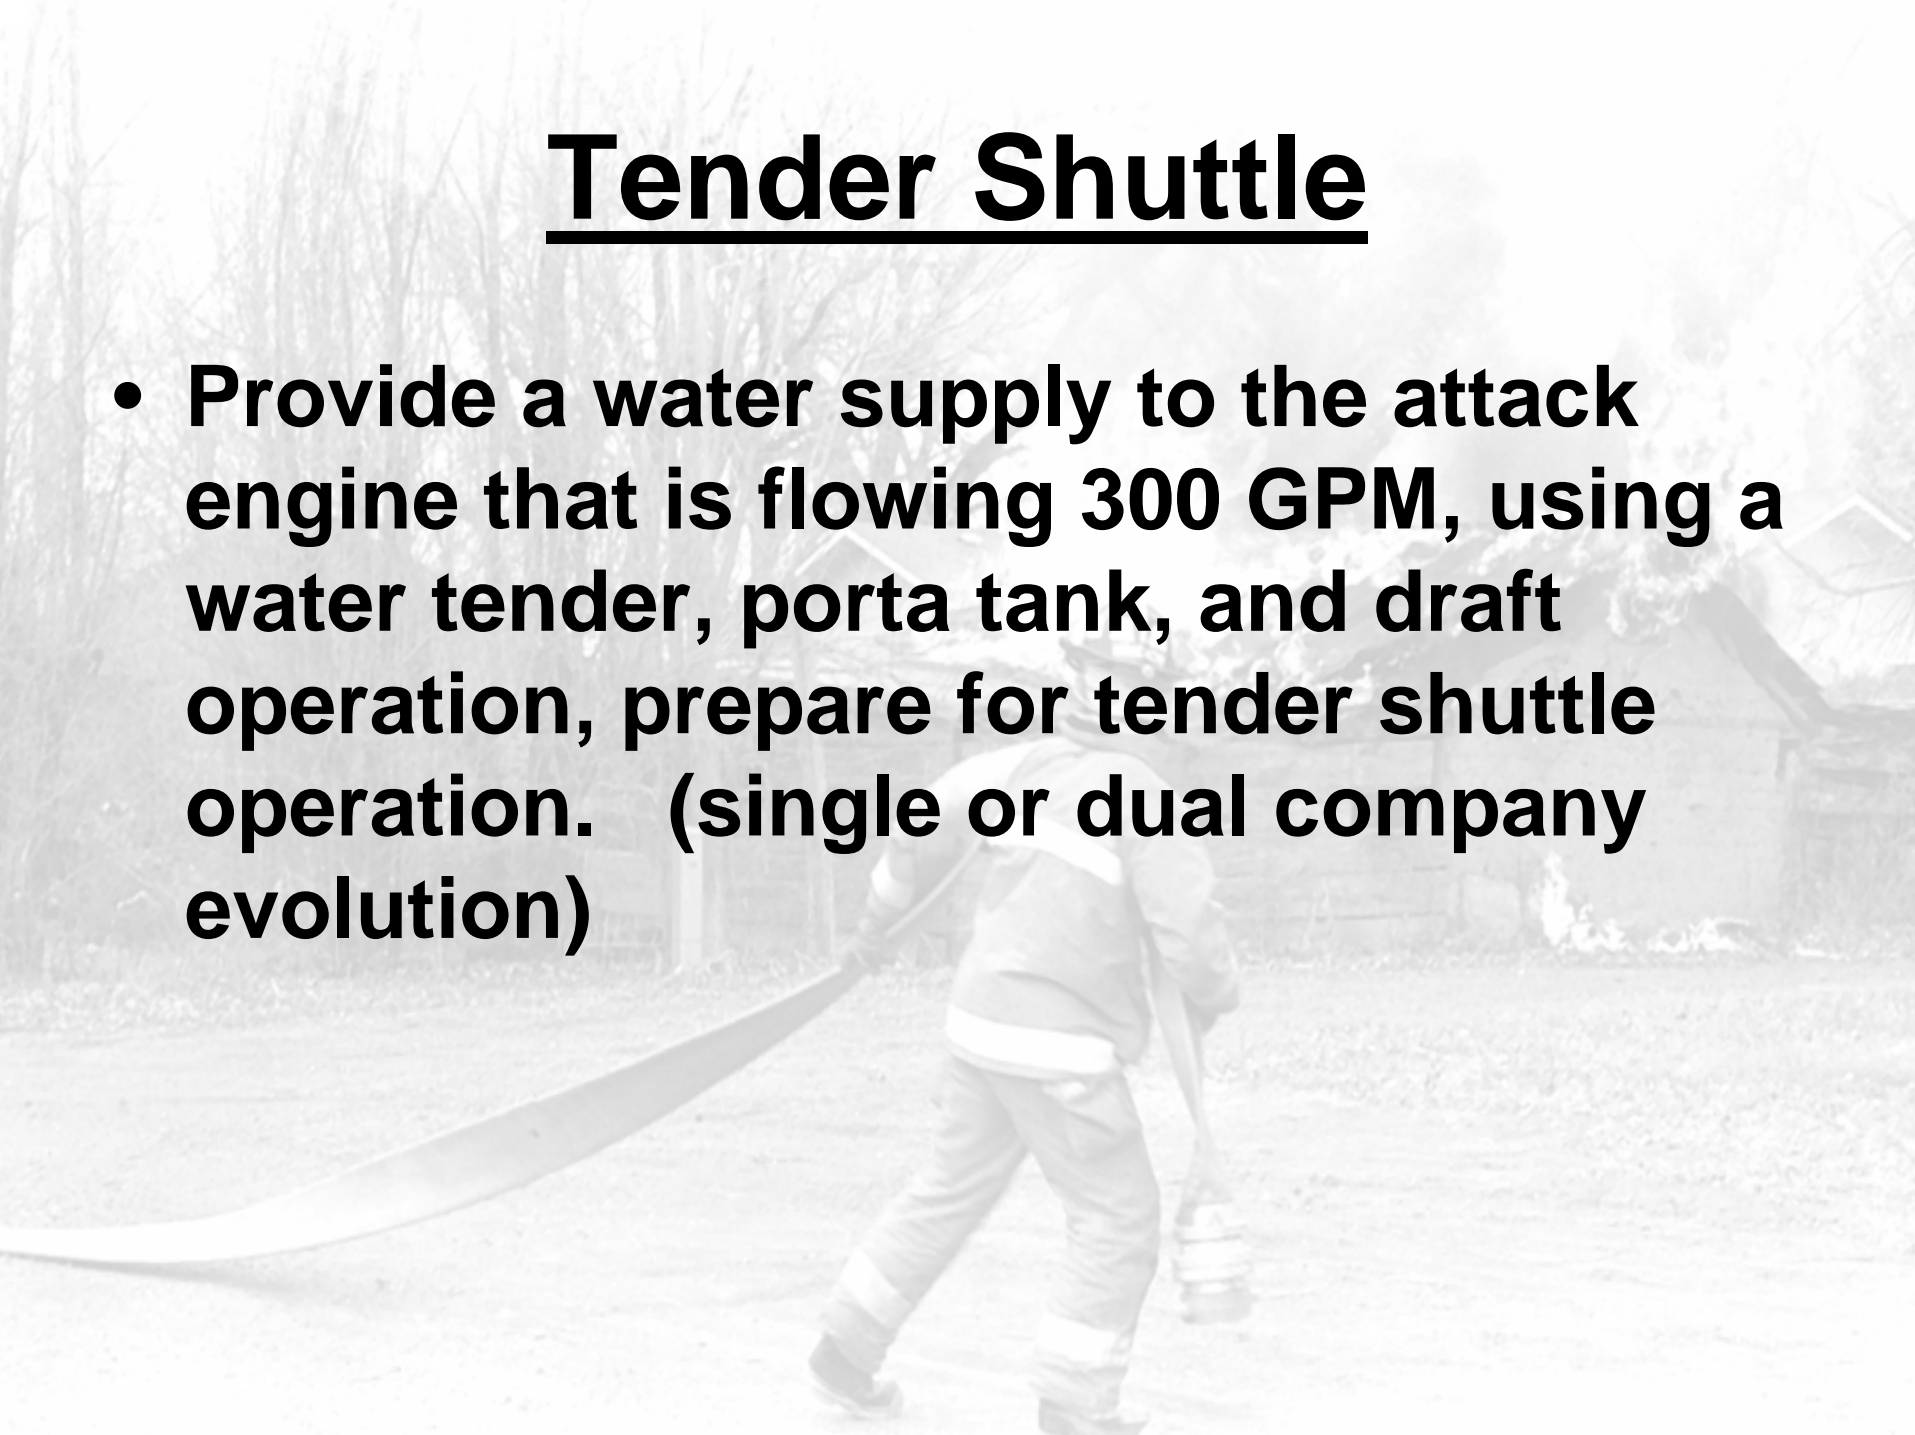 Tender Shuttle
• Provide a water supply to the attack
engine that is flowing 300 GPM, using a
water tender, porta tank, and draft
operation, prepare for tender shuttle
operation.   (single or dual company
evolution)